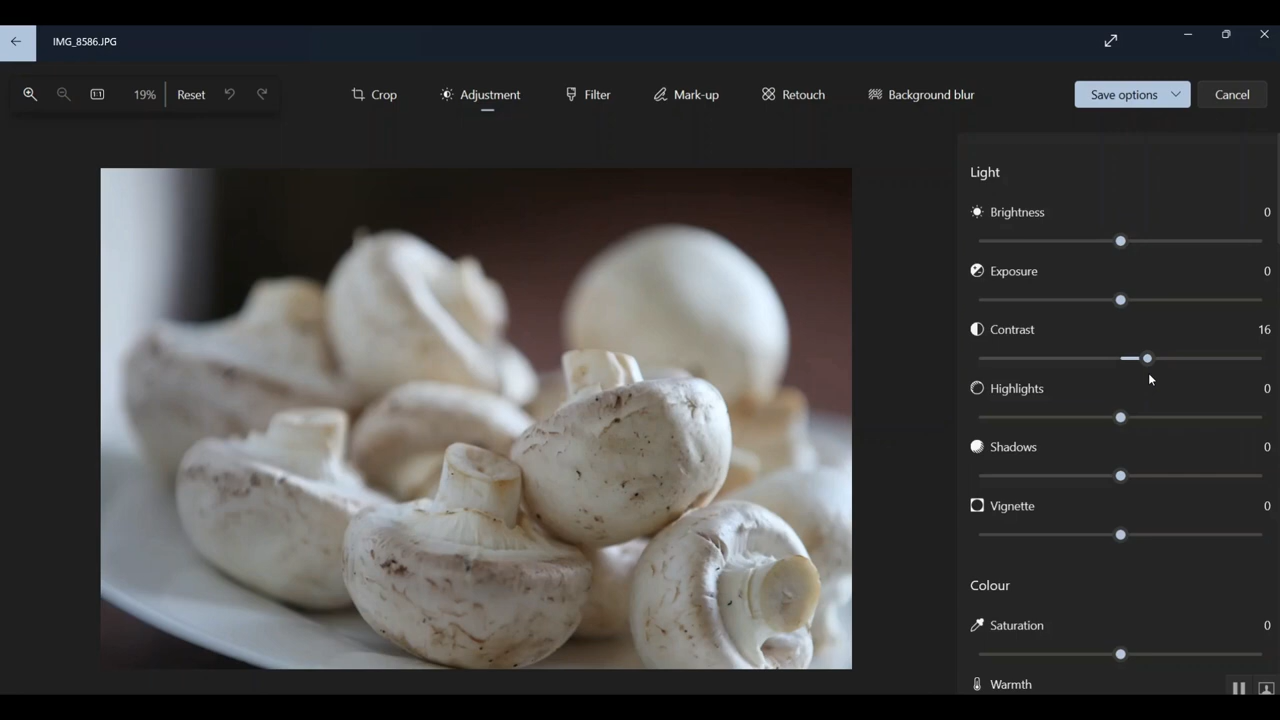 IMG_8586.JPG
19% Reset Crop Adjustment Filter Mark-up Retouch Background blur Save options Cancel
Light
Brightness 0
Exposure 0
Contrast 16
Highlights 0
Shadows 0
Vignette 0
Colour
Saturation 0
Warmth